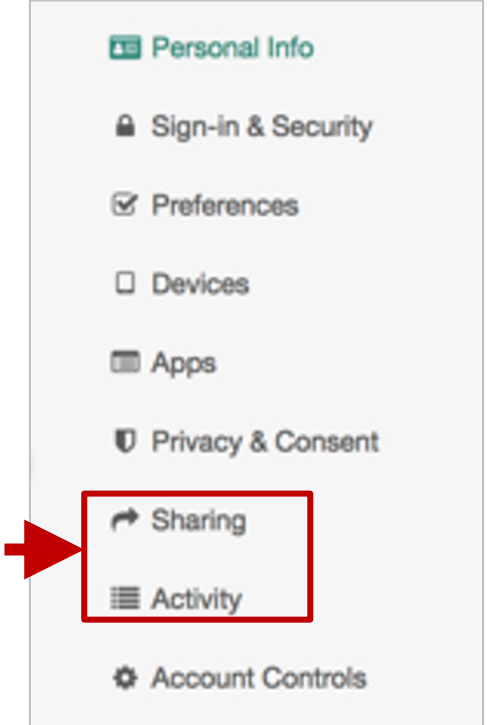 Personal Info
Sign-in & Security
Preferences
Devices
Apps
Privacy & Consent
Sharing
Activity
Account Controls